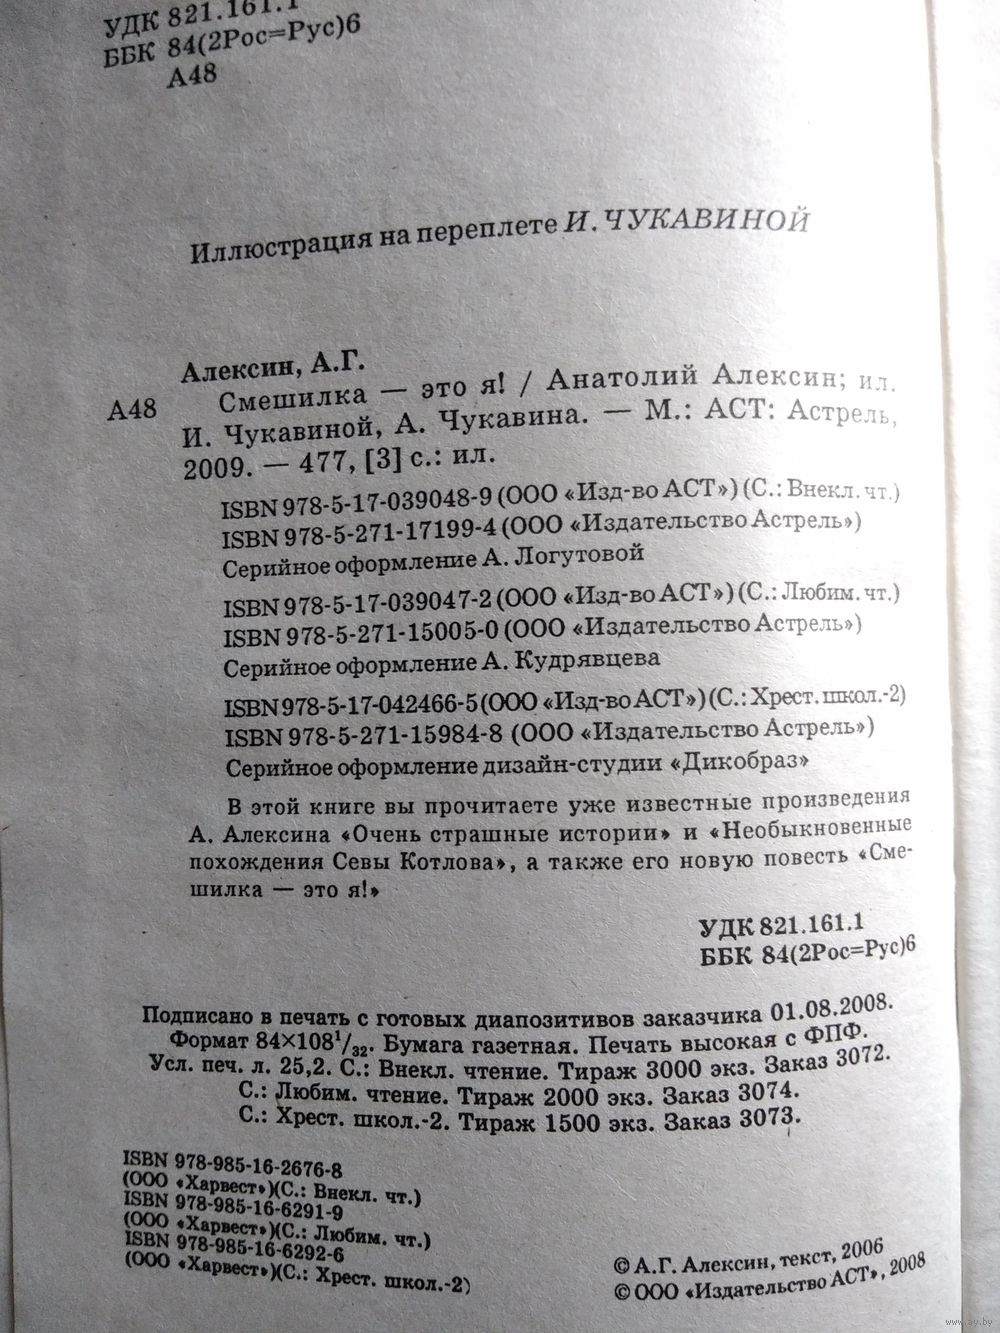 УДК 821.161.1
ББК 84(2Рос=Рус)6
А48
Иллюстрация на переплете И. ЧУКАВИНОЙ
Алексин, А.Г.
А48 Смешилка — это я! / Анатолий Алексин; ил.
И. Чукавиной, А. Чукавина. — М.: АСТ: Астрель,
2009. — 477, [3] с.: ил.
ISBN 978-5-17-039048-9 (ООО «Изд-во АСТ») (С.: Внекл. чт.)
ISBN 978-5-271-17199-4 (ООО «Издательство Астрель»)
Серийное оформление А. Логутовой
ISBN 978-5-17-039047-2 (ООО «Изд-во АСТ») (С.: Любим. чт.)
ISBN 978-5-271-15005-0 (ООО «Издательство Астрель»)
Серийное оформление А. Кудрявцева
ISBN 978-5-17-042466-5 (ООО «Изд-во АСТ») (С.: Хрест. школ.-2)
ISBN 978-5-271-15984-8 (ООО «Издательство Астрель»)
Серийное оформление дизайн-студии «Дикобраз»
В этой книге вы прочитаете уже известные произведения
А. Алексина «Очень страшные истории» и «Необыкновенные
похождения Севы Котлова», а также его новую повесть «Сме-
шилка — это я!»
УДК 821.161.1
ББК 84(2Рос=Рус)6
Подписано в печать с готовых диапозитивов заказчика 01.08.2008.
Формат 84×108¹/₃₂. Бумага газетная. Печать высокая с ФПФ.
Усл. печ. л. 25,2. С.: Внекл. чтение. Тираж 3000 экз. Заказ 3072.
С.: Любим. чтение. Тираж 2000 экз. Заказ 3074.
С.: Хрест. школ.-2. Тираж 1500 экз. Заказ 3073.
ISBN 978-985-16-2676-8
(ООО «Харвест»)(С.: Внекл. чт.)
ISBN 978-985-16-6291-9
(ООО «Харвест»)(С.: Любим. чт.)
ISBN 978-985-16-6292-6
(ООО «Харвест»)(С.: Хрест. школ.-2)
© А.Г. Алексин, текст, 2006
© ООО «Издательство АСТ», 2008
www.ay.by